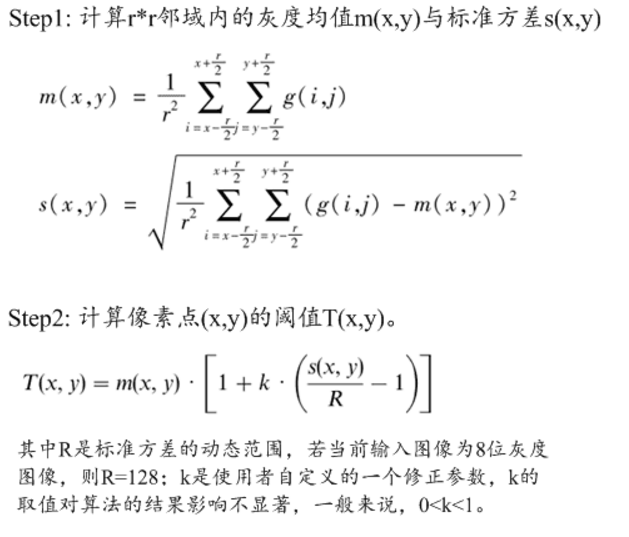 Step1: 计算r*r邻域内的灰度均值m(x,y)与标准方差s(x,y)
m(x,y) = \frac{1}{r^2} \sum_{i=x-\frac{r}{2}}^{x+\frac{r}{2}} \sum_{j=y-\frac{r}{2}}^{y+\frac{r}{2}} g(i,j)
s(x,y) = \sqrt{\frac{1}{r^2} \sum_{i=x-\frac{r}{2}}^{x+\frac{r}{2}} \sum_{j=y-\frac{r}{2}}^{y+\frac{r}{2}} (g(i,j) - m(x,y))^2}
Step2: 计算像素点(x,y)的阈值T(x,y)。
T(x, y) = m(x, y) · [1 + k · (\frac{s(x, y)}{R} − 1)]
其中R是标准方差的动态范围，若当前输入图像为8位灰度
图像，则R=128；k是使用者自定义的一个修正参数，k的
取值对算法的结果影响不显著，一般来说，0<k<1。